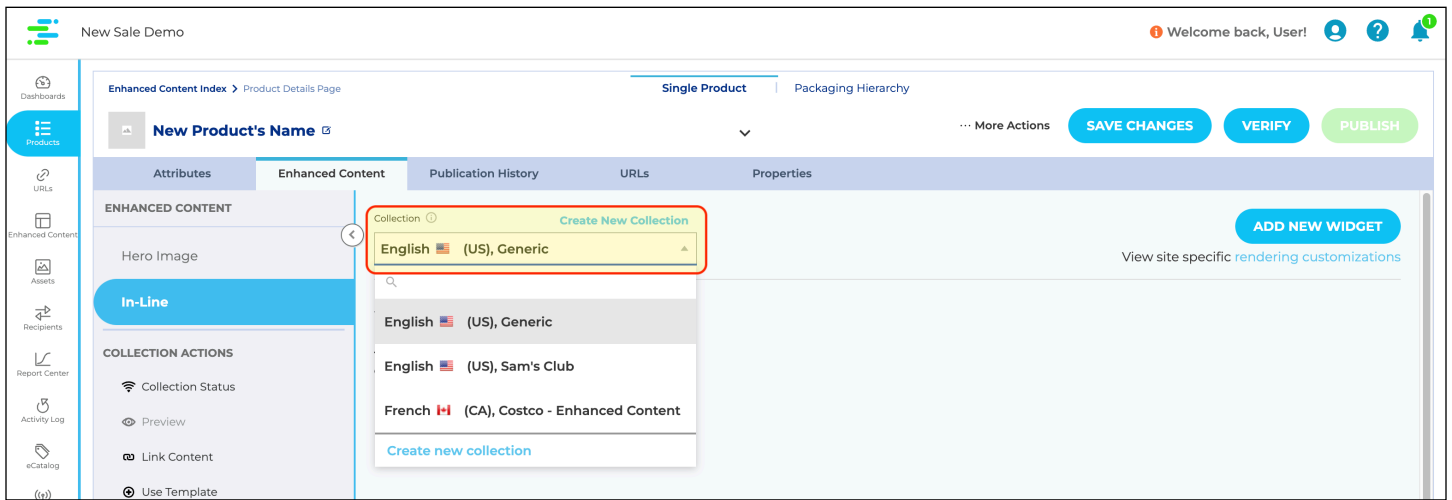 New Sale Demo
Welcome back, User!
1
Dashboards
Products
URLs
Enhanced Content
Assets
Recipients
Report Center
Activity Log
eCatalog
Enhanced Content Index > Product Details Page
Single Product
Packaging Hierarchy
New Product's Name
··· More Actions
SAVE CHANGES
VERIFY
PUBLISH
Attributes
Enhanced Content
Publication History
URLs
Properties
ENHANCED CONTENT
Hero Image
In-Line
COLLECTION ACTIONS
Collection Status
Preview
Link Content
Use Template
Collection
Create New Collection
English (US), Generic
English (US), Generic
English (US), Sam's Club
French (CA), Costco - Enhanced Content
Create new collection
ADD NEW WIDGET
View site specific rendering customizations